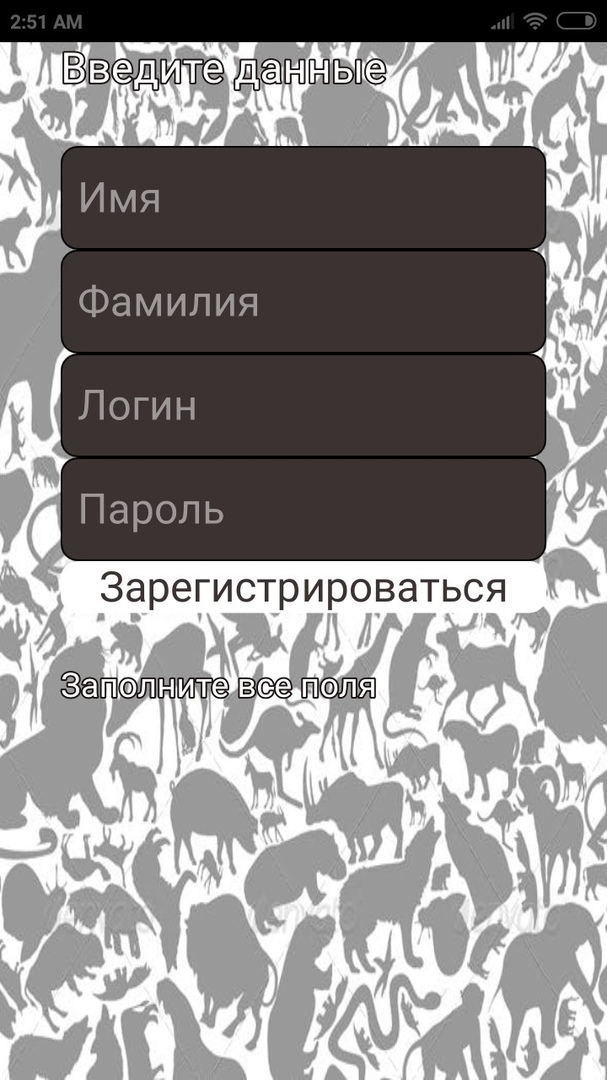 2:51 AM
Введите данные
Имя
Фамилия
Логин
Пароль
Зарегистрироваться
Заполните все поля